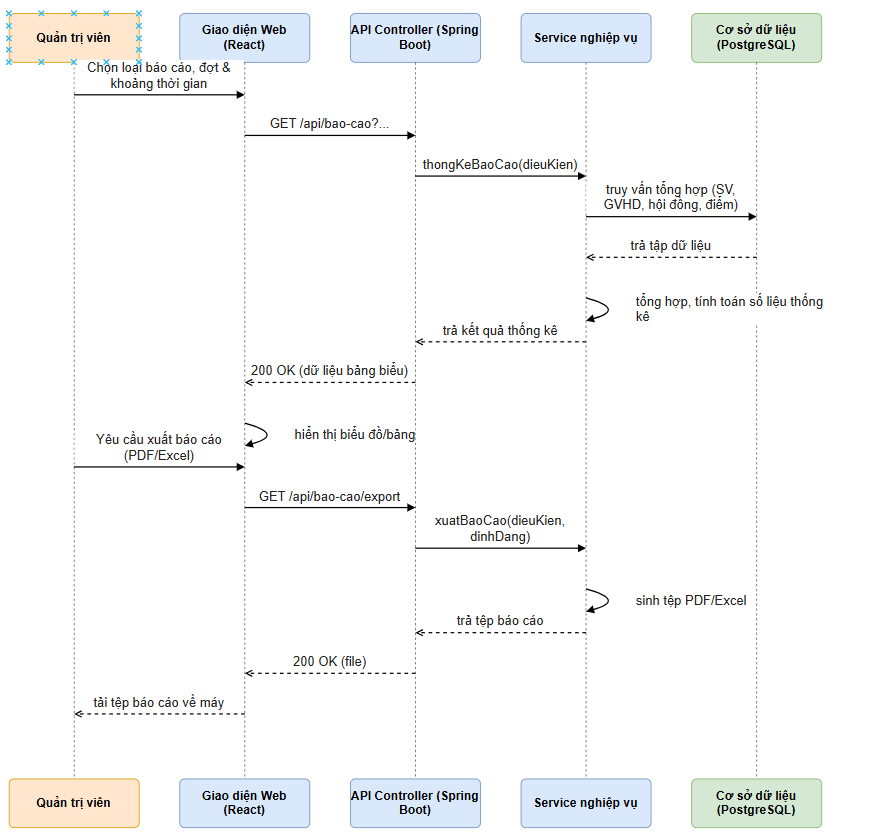 Quản trị viên
Giao diện Web
(React)
API Controller (Spring
Boot)
Service nghiệp vụ
Cơ sở dữ liệu
(PostgreSQL)
Chọn loại báo cáo, đợt &
khoảng thời gian
GET /api/bao-cao?...
thongKeBaoCao(dieuKien)
truy vấn tổng hợp (SV,
GVHD, hội đồng, điểm)
trả tập dữ liệu
tổng hợp, tính toán số liệu thống
kê
trả kết quả thống kê
200 OK (dữ liệu bảng biểu)
hiển thị biểu đồ/bảng
Yêu cầu xuất báo cáo
(PDF/Excel)
GET /api/bao-cao/export
xuatBaoCao(dieuKien,
dinhDang)
sinh tệp PDF/Excel
trả tệp báo cáo
200 OK (file)
tải tệp báo cáo về máy
Quản trị viên
Giao diện Web
(React)
API Controller (Spring
Boot)
Service nghiệp vụ
Cơ sở dữ liệu
(PostgreSQL)